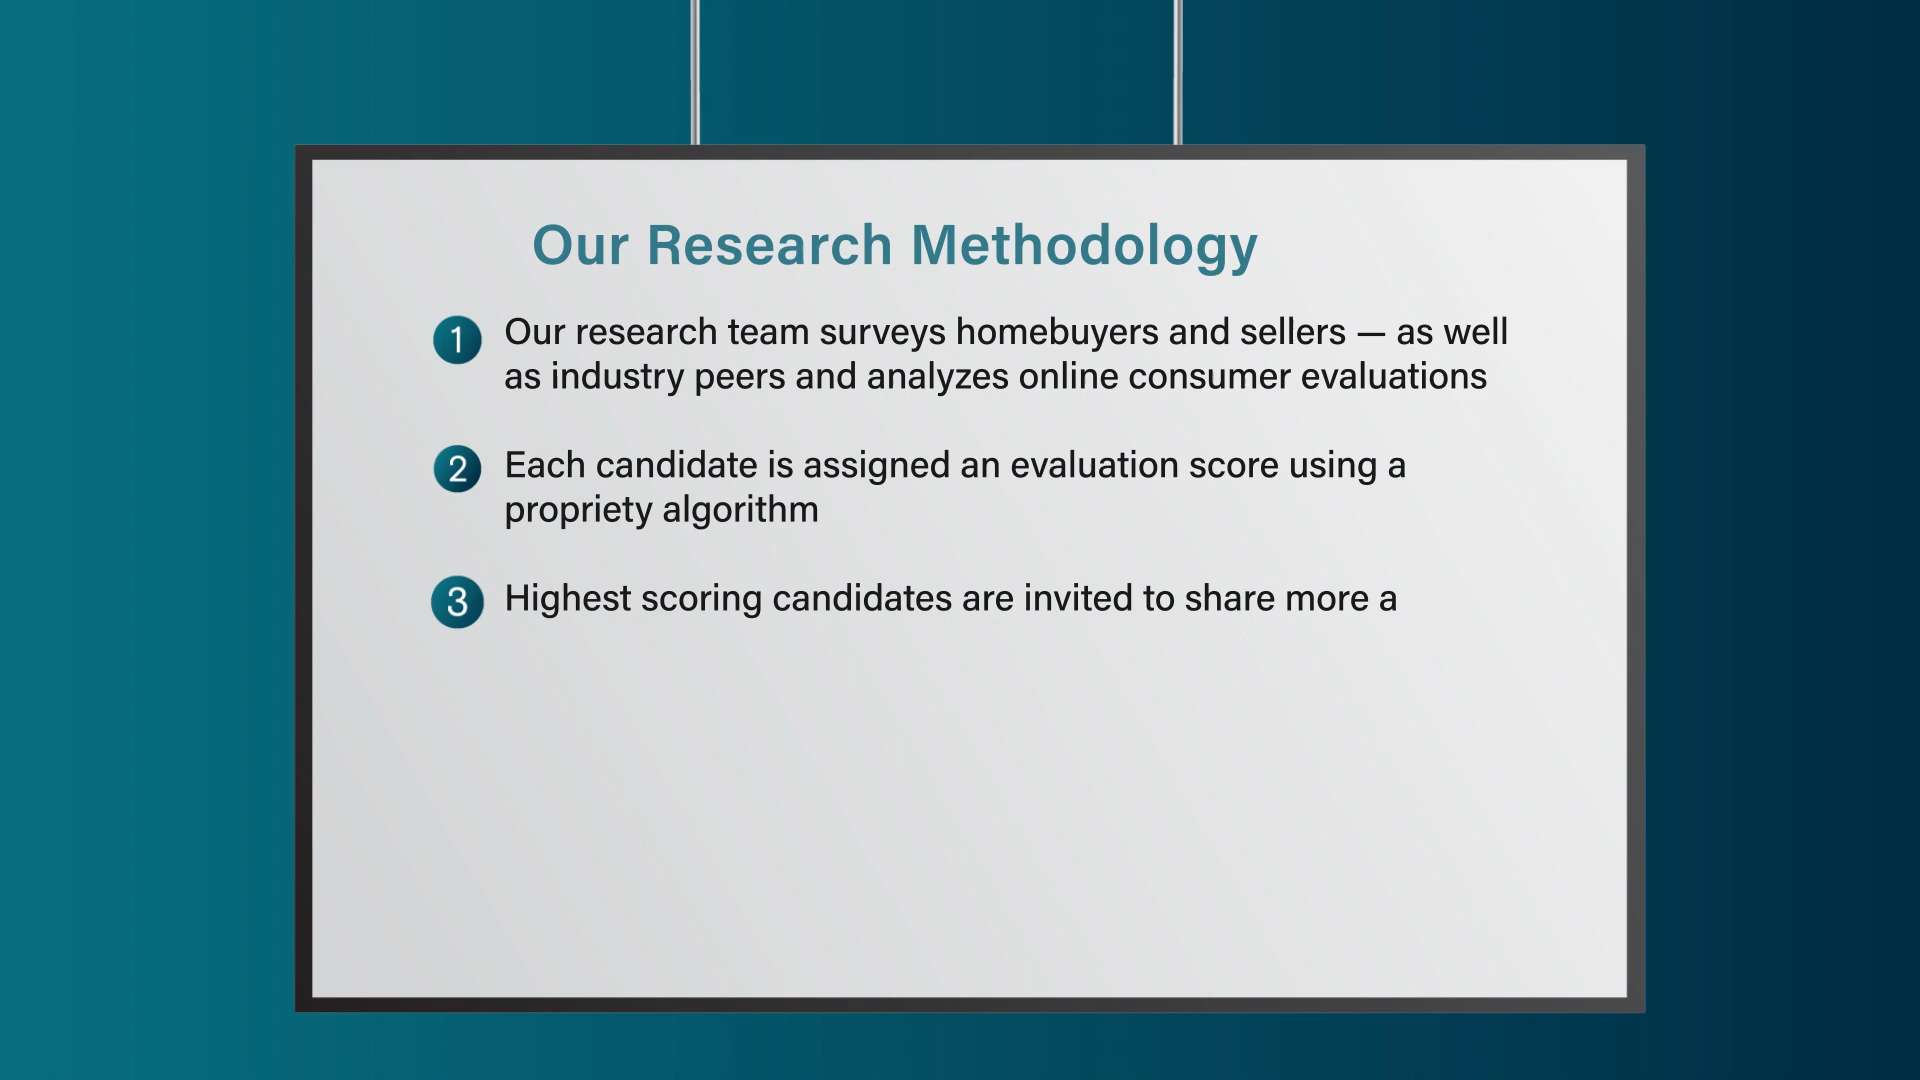 Our Research Methodology
1 Our research team surveys homebuyers and sellers — as well
as industry peers and analyzes online consumer evaluations
2 Each candidate is assigned an evaluation score using a
propriety algorithm
3 Highest scoring candidates are invited to share more a